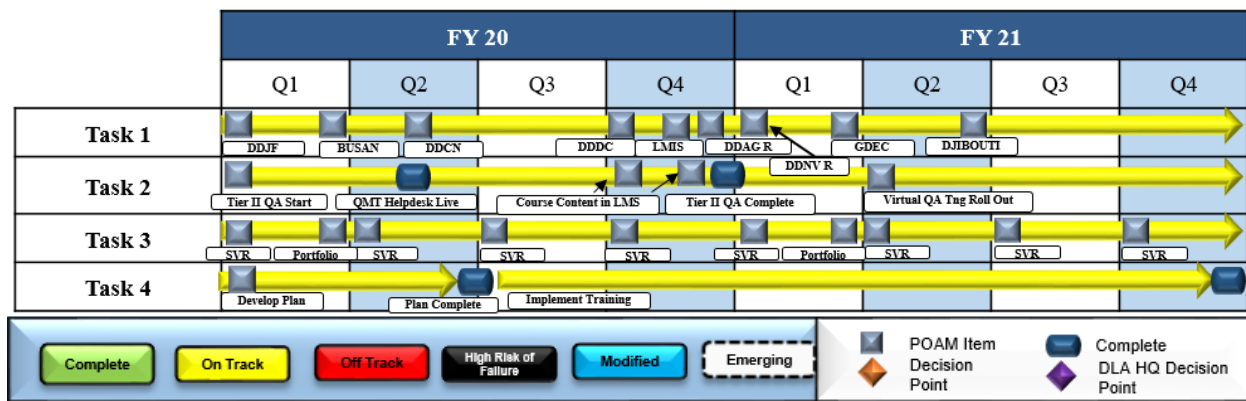 FY 20 FY 21
Q1 Q2 Q3 Q4 Q1 Q2 Q3 Q4
Task 1
DDJF BUSAN DDCN DDDC LMIS DDAG R GDEC DJIBOUTI
DDNV R
Task 2
Tier II QA Start QMT Helpdesk Live Course Content in LMS Tier II QA Complete Virtual QA Tng Roll Out
Task 3
SVR Portfolio SVR SVR SVR SVR Portfolio SVR SVR SVR
Task 4
Develop Plan Plan Complete Implement Training
Complete On Track Off Track High Risk of Failure Modified Emerging
POAM Item Complete
Decision Point DLA HQ Decision Point